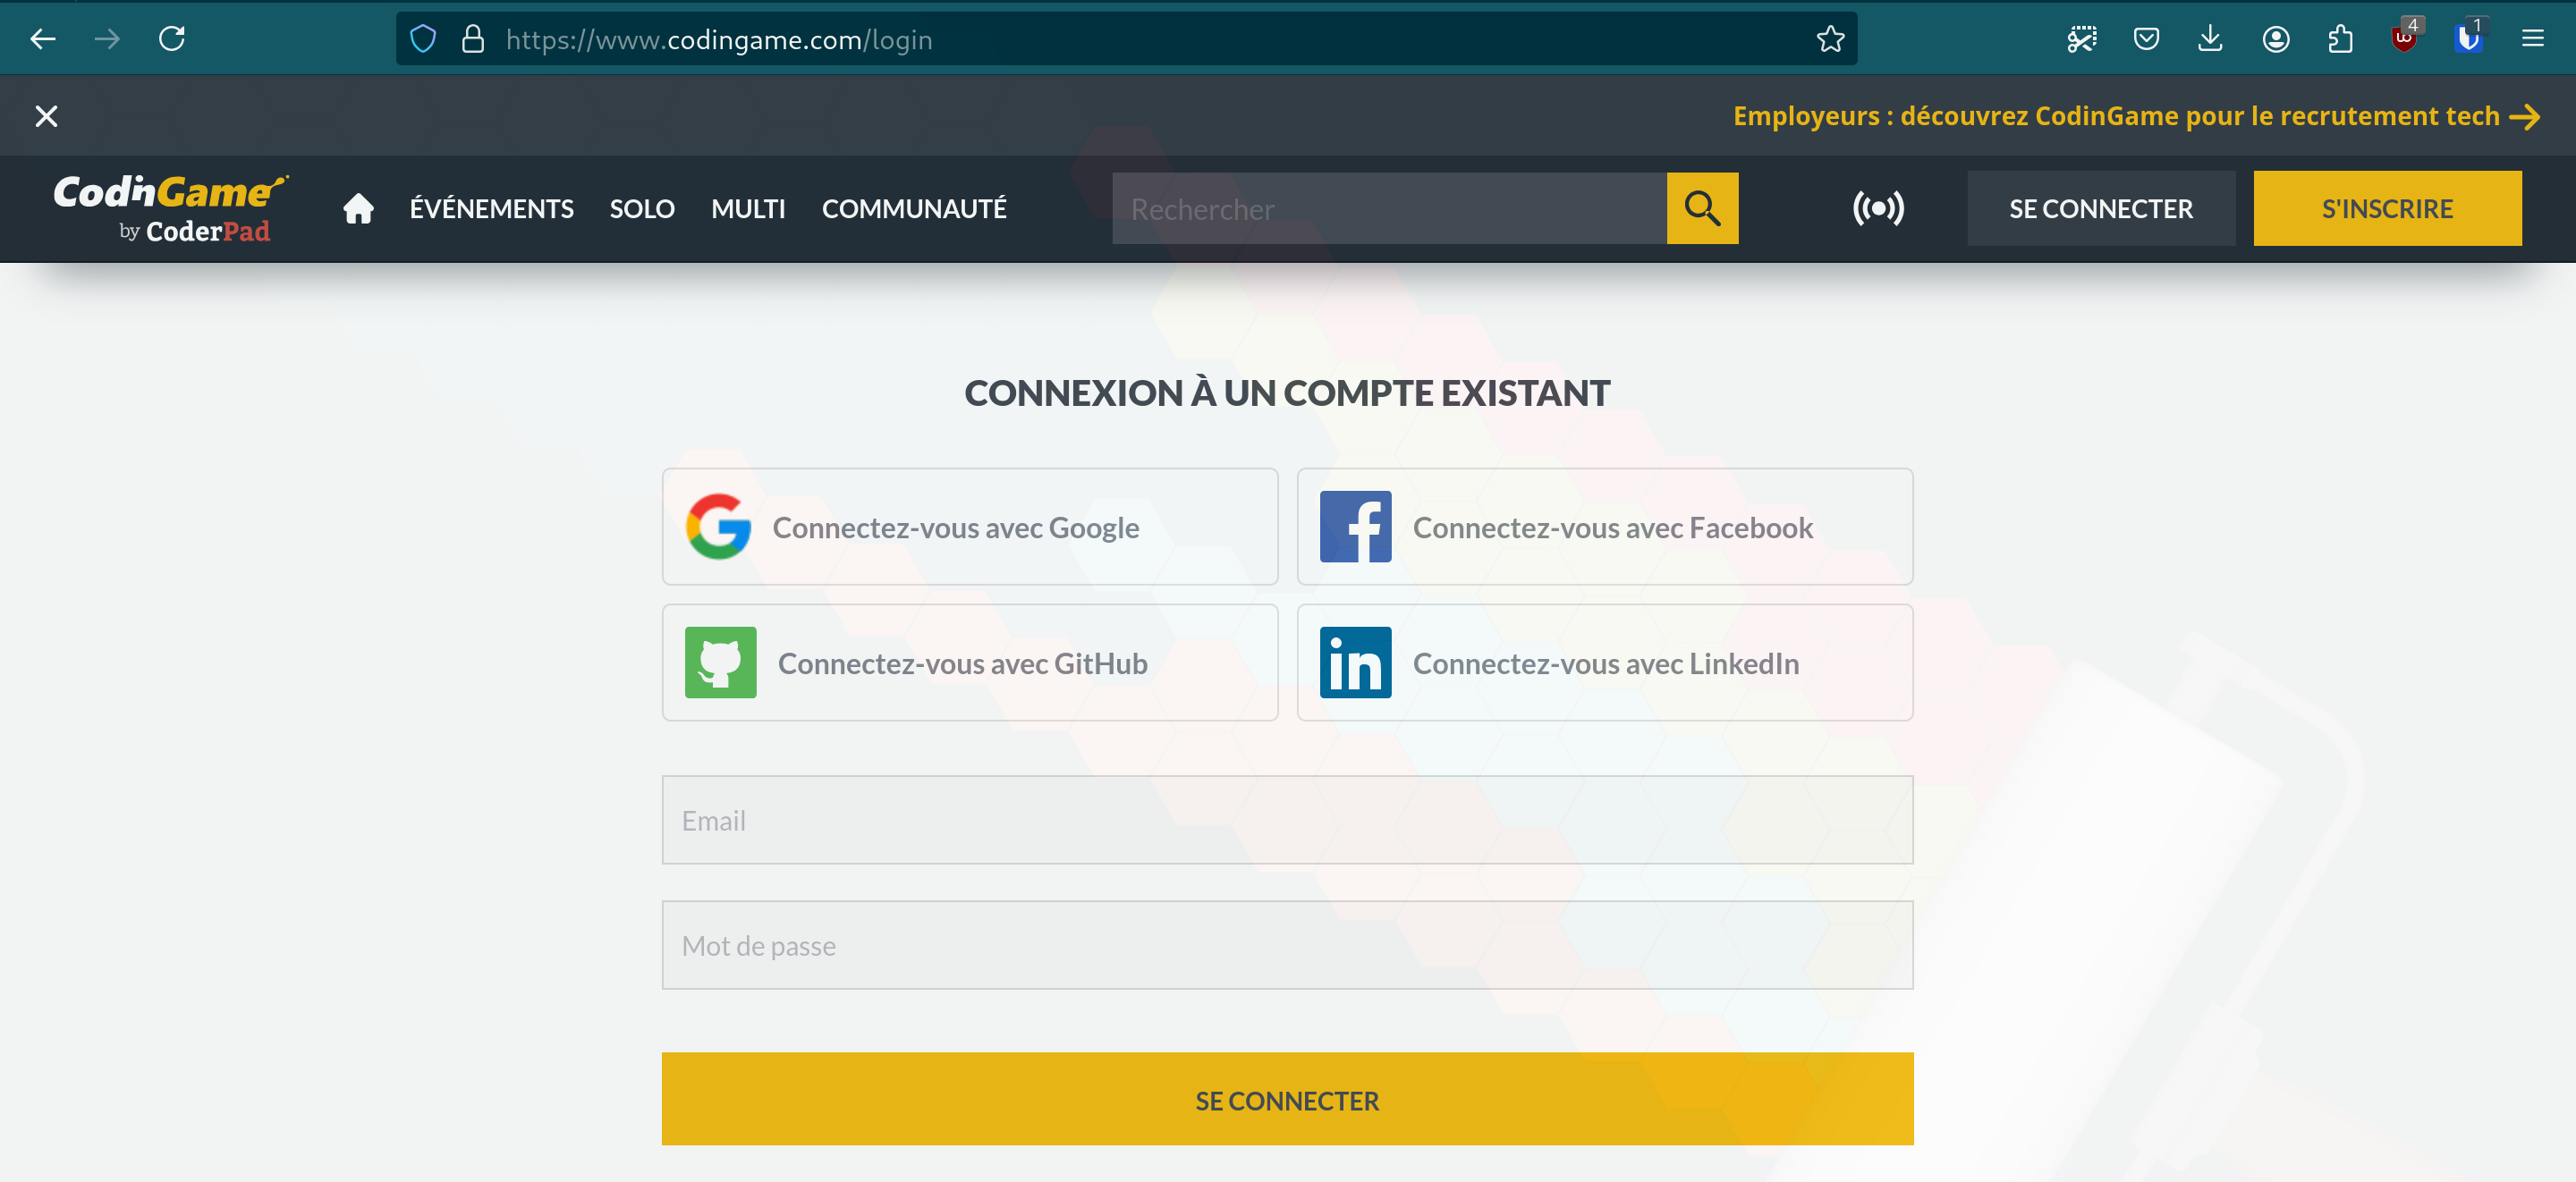 https://www.codingame.com/login
4
1
Employeurs : découvrez CodinGame pour le recrutement tech
CodinGame
by CoderPad
ÉVÉNEMENTS SOLO MULTI COMMUNAUTÉ
Rechercher
SE CONNECTER
S'INSCRIRE
CONNEXION À UN COMPTE EXISTANT
Connectez-vous avec Google
Connectez-vous avec Facebook
Connectez-vous avec GitHub
Connectez-vous avec LinkedIn
Email
Mot de passe
SE CONNECTER